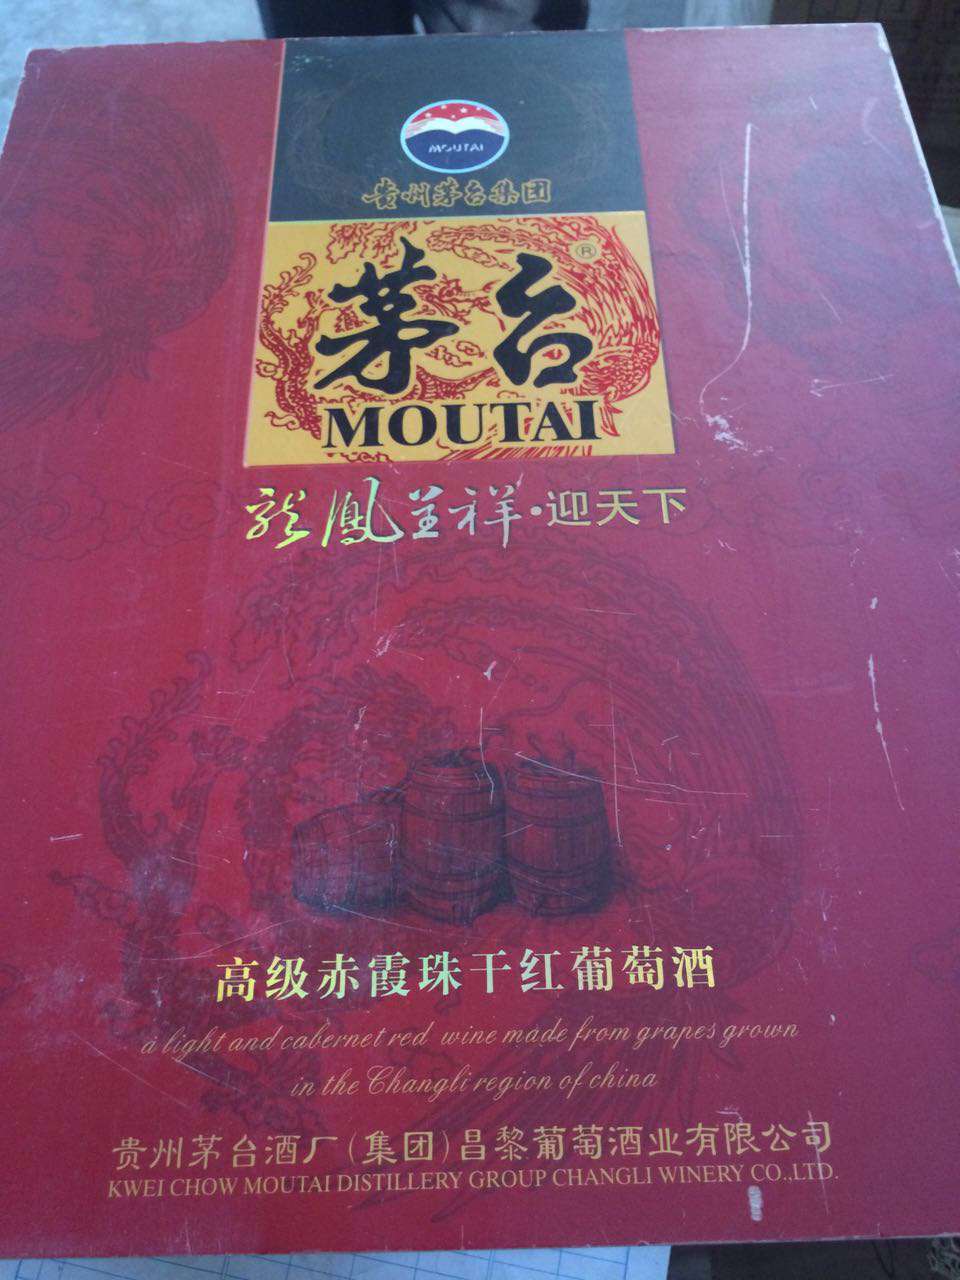 MOUTAI
贵州茅台集团
茅台®
MOUTAI
龙鳳呈祥·迎天下
高级赤霞珠干红葡萄酒
a light and cabernet red wine made from grapes grown
in the Changli region of china
贵州茅台酒厂(集团)昌黎葡萄酒业有限公司
KWEI CHOW MOUTAI DISTILLERY GROUP CHANGLI WINERY CO.,LTD.